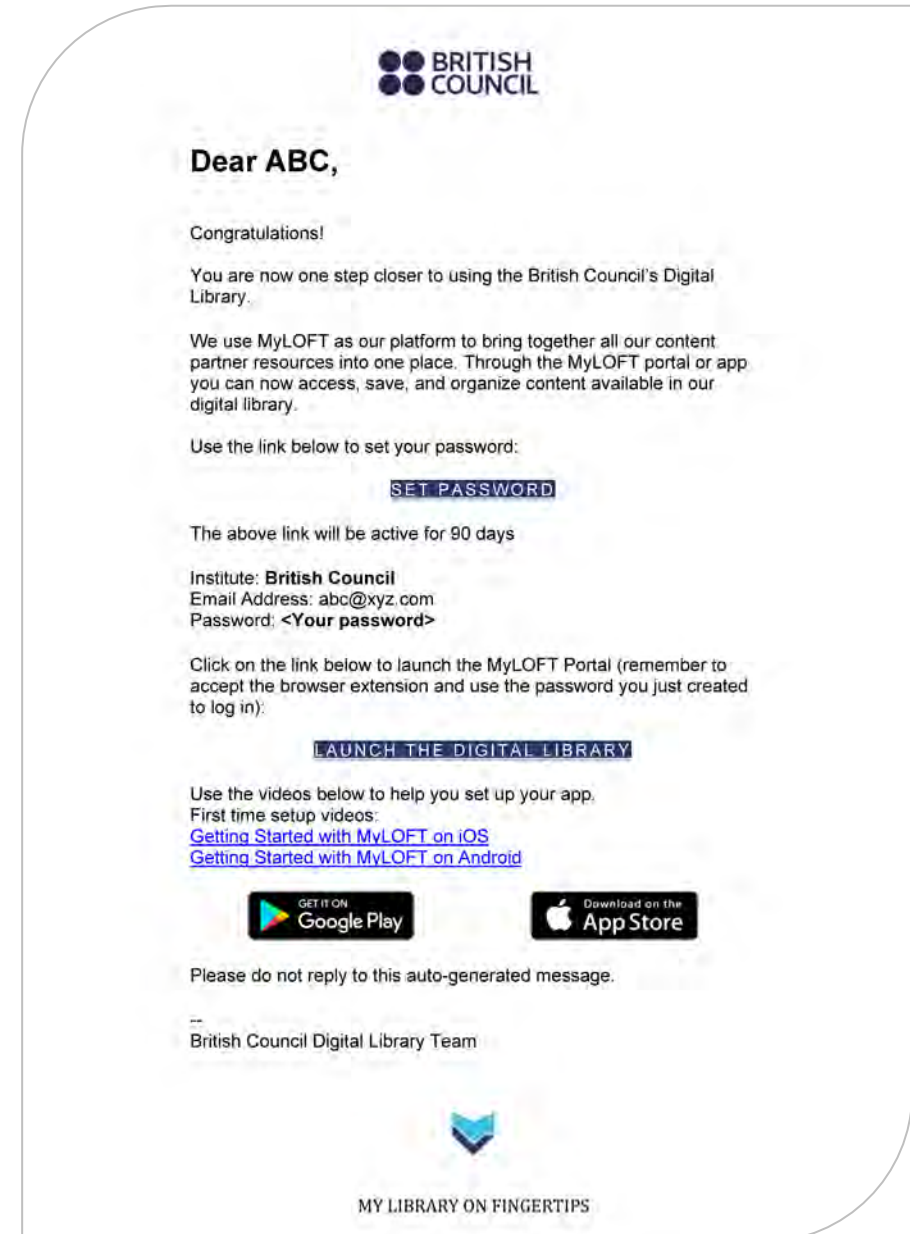 BRITISH
COUNCIL
Dear ABC,
Congratulations!
You are now one step closer to using the British Council's Digital
Library.
We use MyLOFT as our platform to bring together all our content
partner resources into one place. Through the MyLOFT portal or app
you can now access, save, and organize content available in our
digital library.
Use the link below to set your password:
SET PASSWORD
The above link will be active for 90 days
Institute: British Council
Email Address: abc@xyz.com
Password: <Your password>
Click on the link below to launch the MyLOFT Portal (remember to
accept the browser extension and use the password you just created
to log in):
LAUNCH THE DIGITAL LIBRARY
Use the videos below to help you set up your app.
First time setup videos:
Getting Started with MyLOFT on iOS
Getting Started with MyLOFT on Android
GET IT ON
Google Play
Download on the
App Store
Please do not reply to this auto-generated message.
--
British Council Digital Library Team
MY LIBRARY ON FINGERTIPS